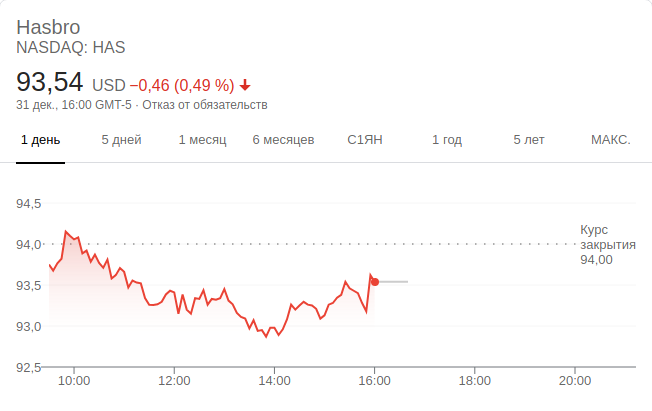 Hasbro
NASDAQ: HAS
93,54 USD −0,46 (0,49 %)
31 дек., 16:00 GMT-5 · Отказ от обязательств
1 день 5 дней 1 месяц 6 месяцев С1ЯН 1 год 5 лет МАКС.
94,5
Курс
94,0 закрытия
94,00
93,5
93,0
92,5
10:00 12:00 14:00 16:00 18:00 20:00